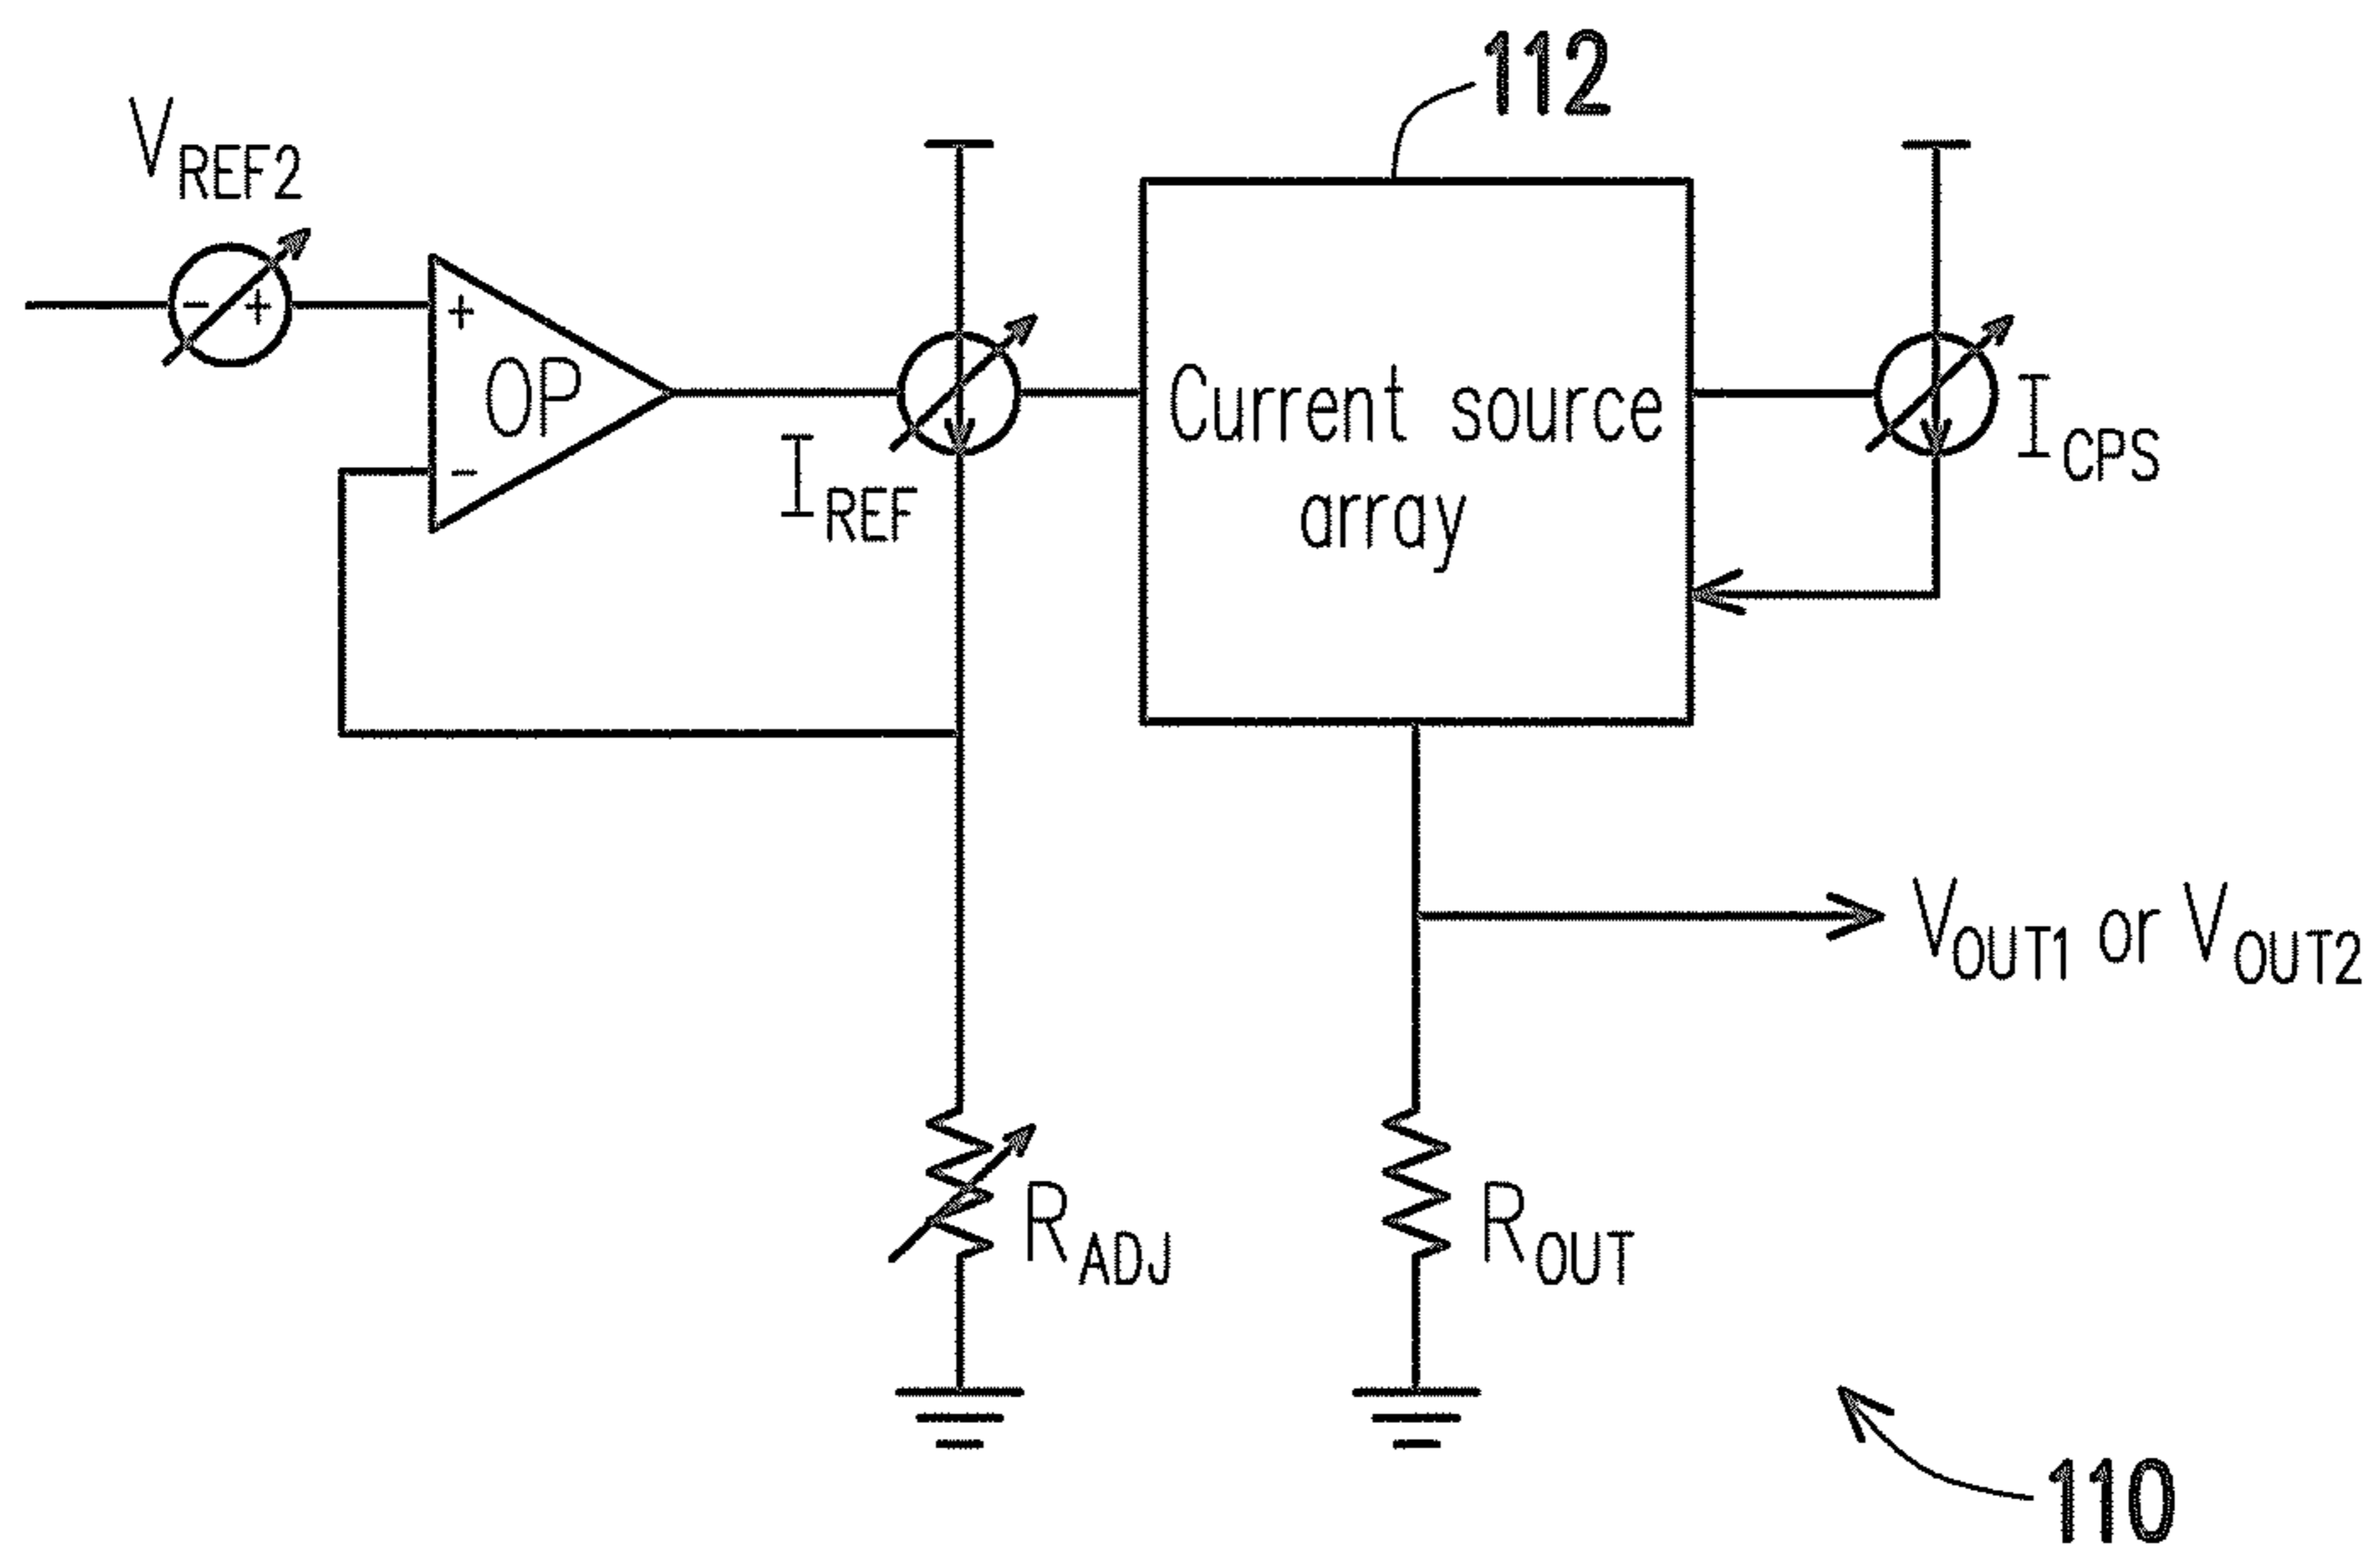 112
VREF2
- +
+
OP
-
IREF
Current source
array
ICPS
VOUT1 or VOUT2
RADJ
ROUT
110